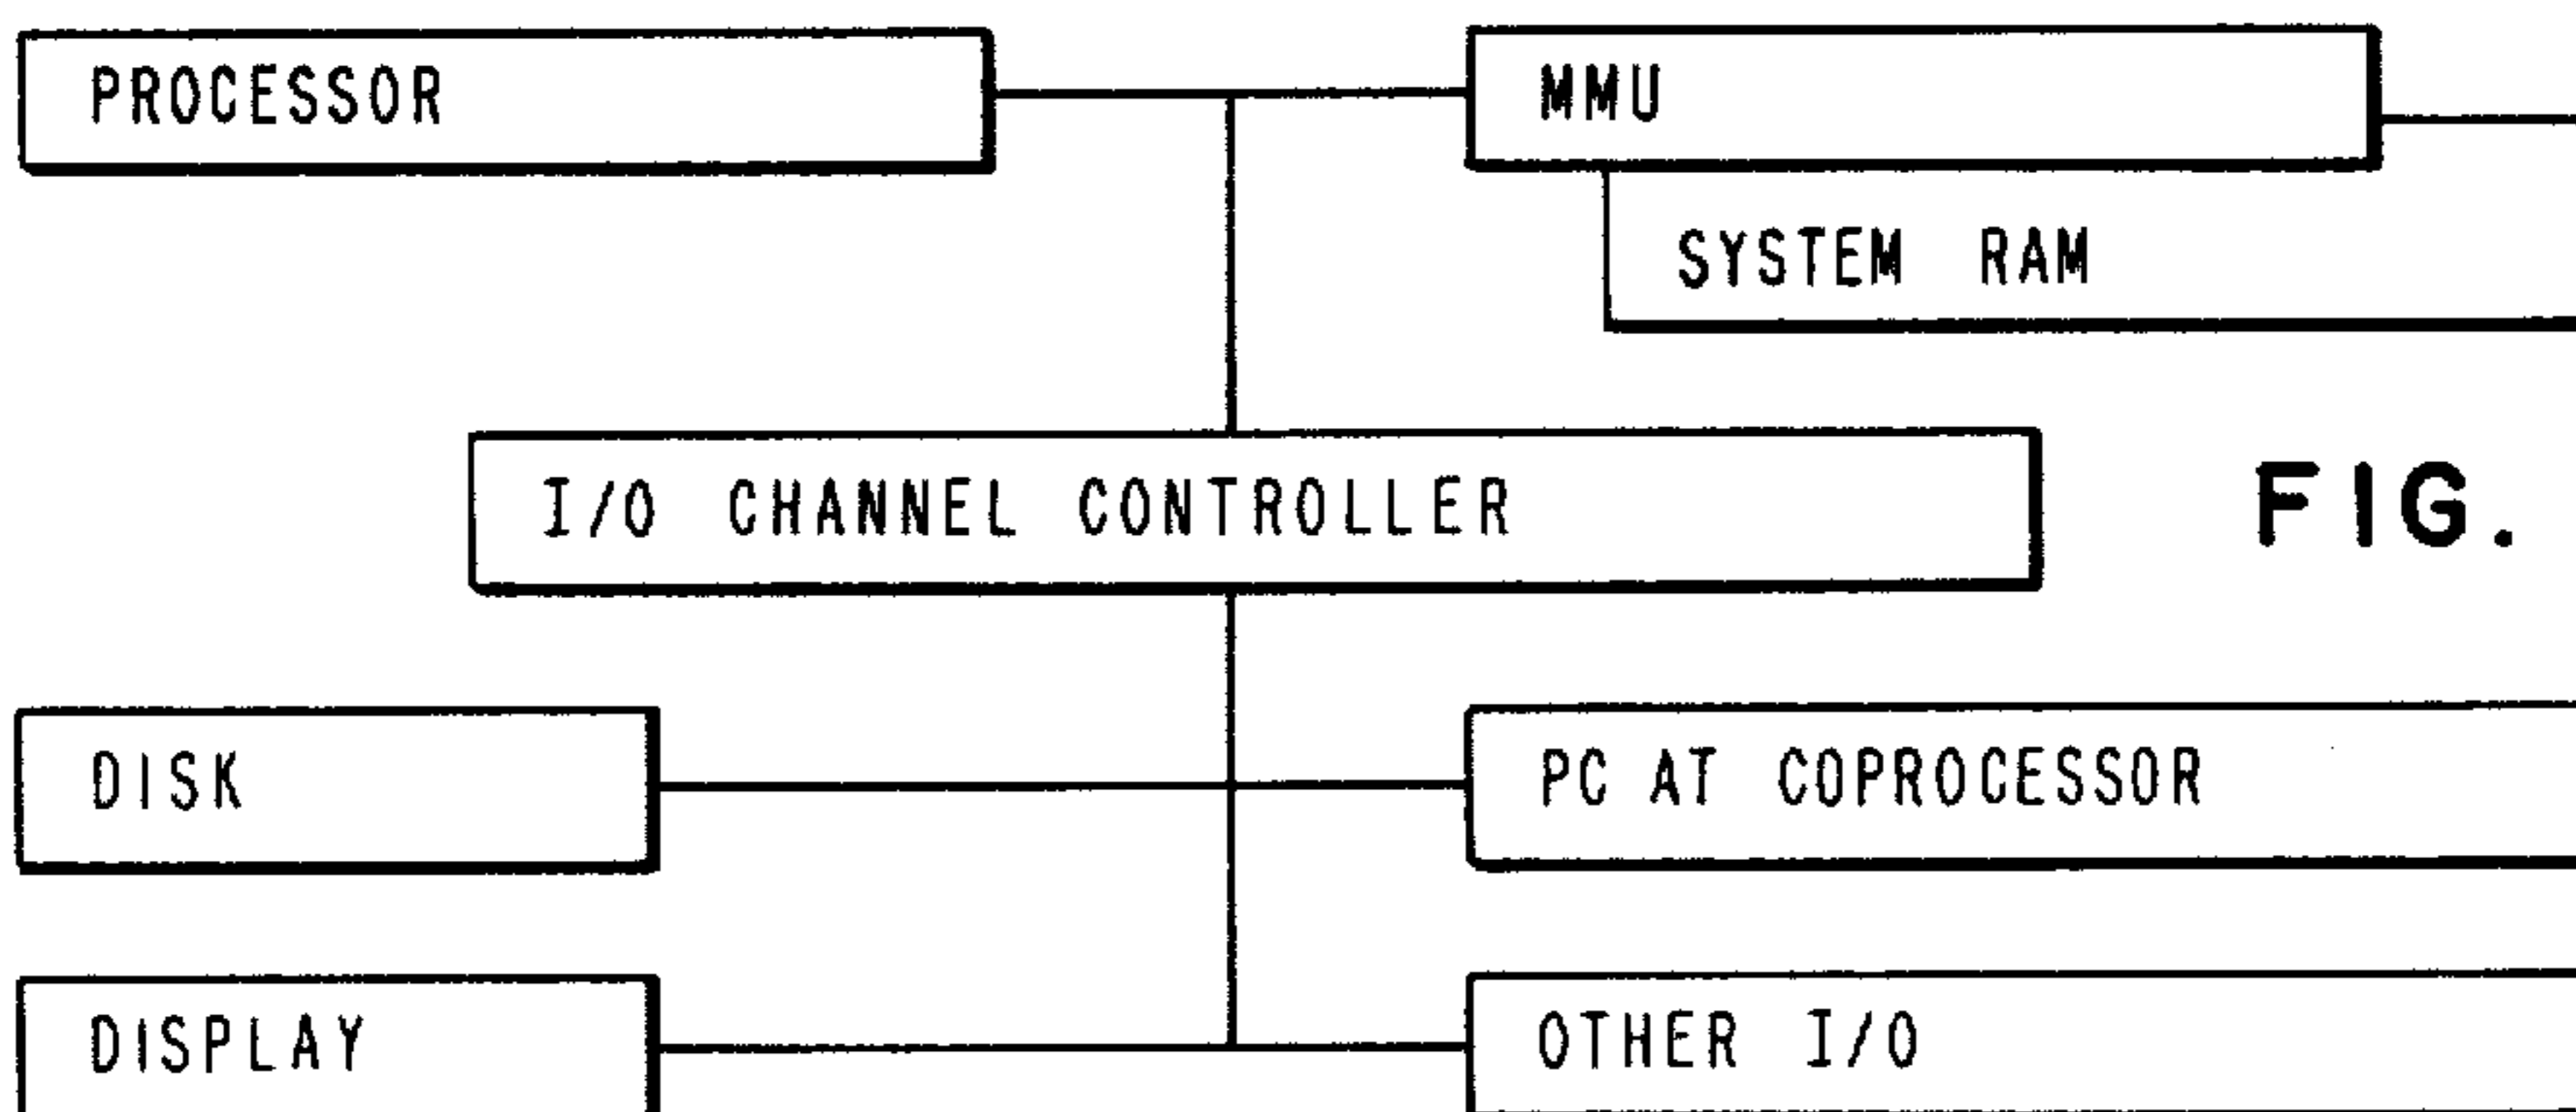 PROCESSOR
MMU
SYSTEM RAM
I/O CHANNEL CONTROLLER
FIG.
DISK
PC AT COPROCESSOR
DISPLAY
OTHER I/O